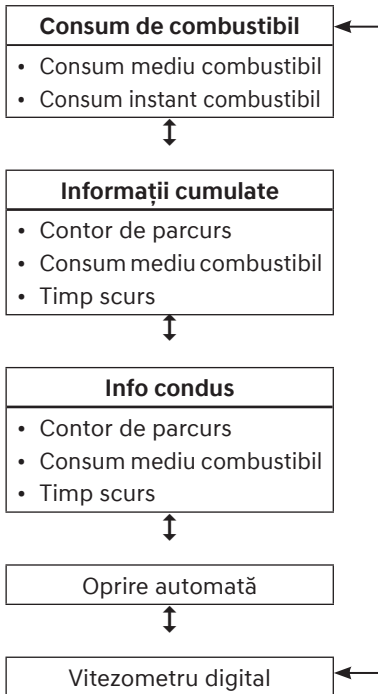 Consum de combustibil
• Consum mediu combustibil
• Consum instant combustibil
Informații cumulate
• Contor de parcurs
• Consum mediu combustibil
• Timp scurs
Info condus
• Contor de parcurs
• Consum mediu combustibil
• Timp scurs
Oprire automată
Vitezometru digital